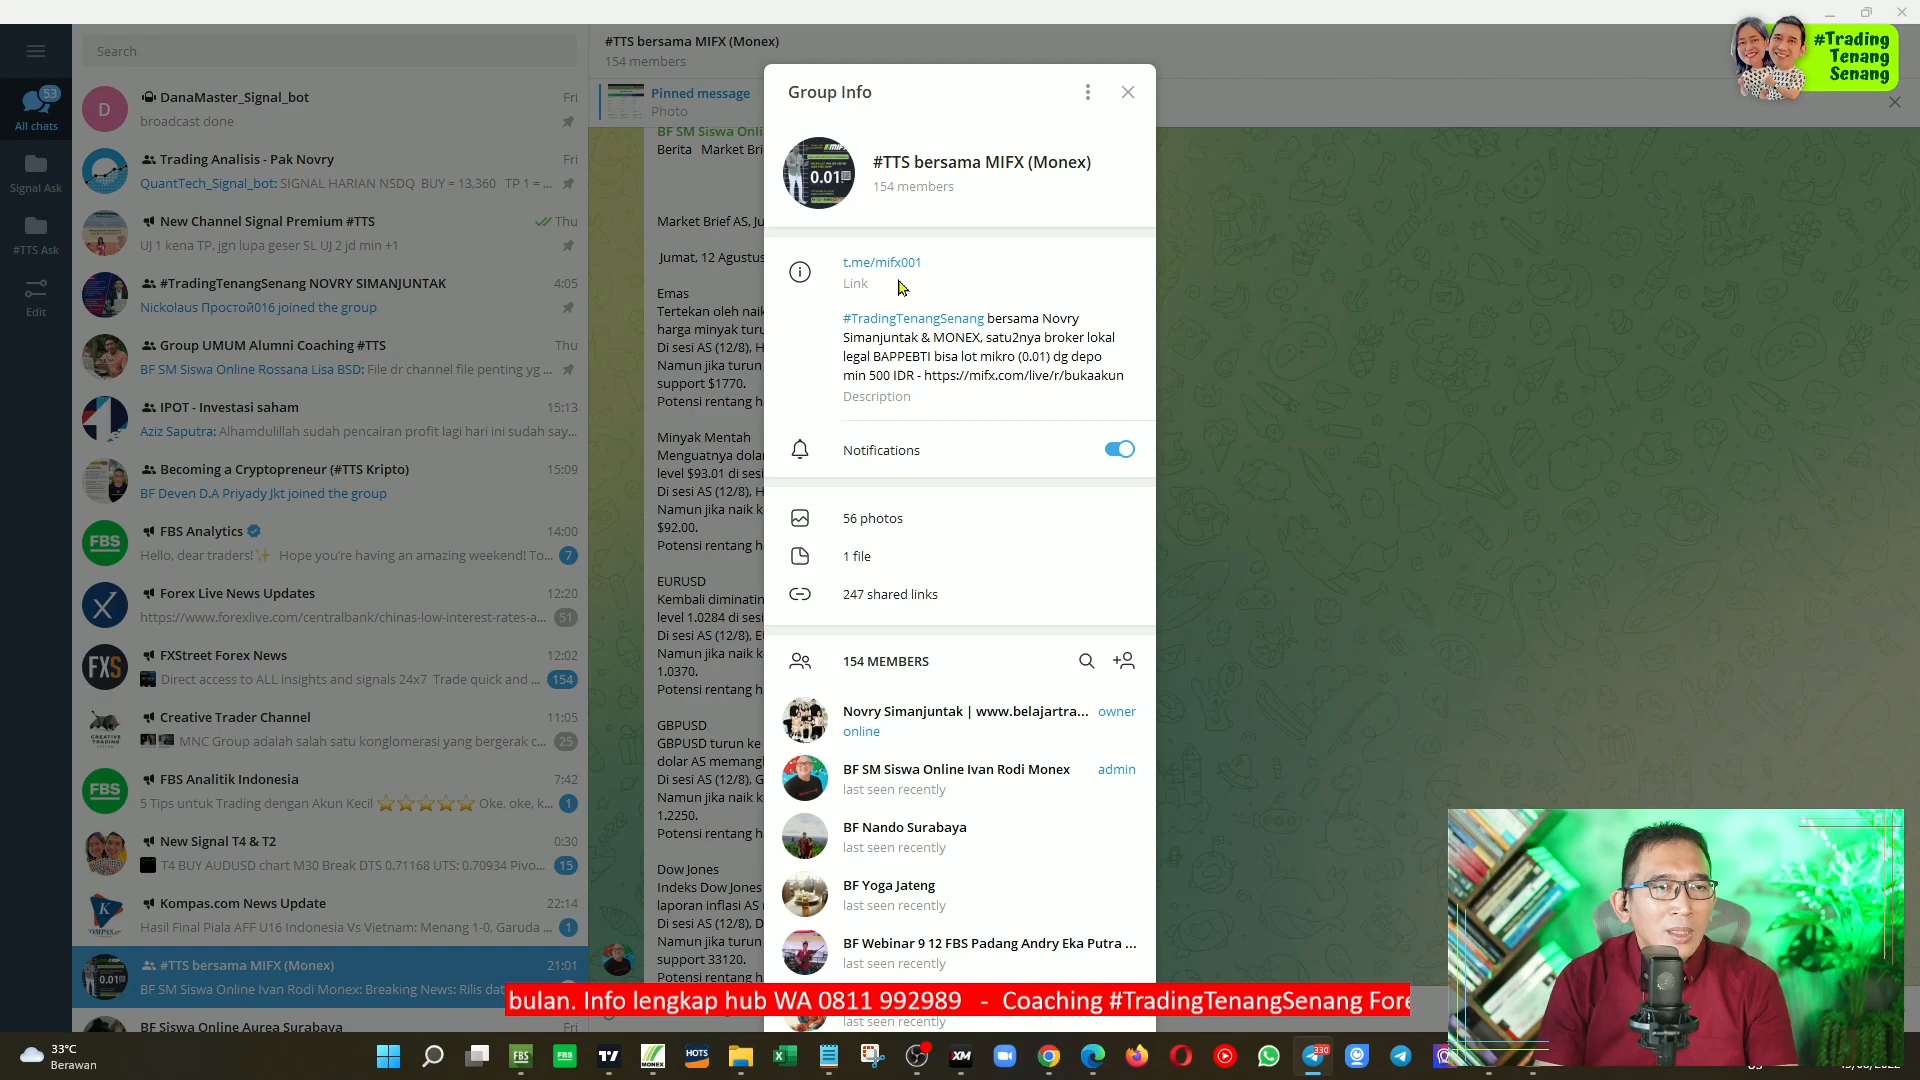 #Trading
Tenang
Senang
Search
All chats
53
Signal Ask
#TTS Ask
Edit
D
DanaMaster_Signal_bot
Fri
broadcast done
Trading Analisis - Pak Novry
Fri
QuantTech_Signal_bot: SIGNAL HARIAN NSDQ BUY = 13,360 TP 1 = ...
New Channel Signal Premium #TTS
Thu
UJ 1 kena TP, jgn lupa geser SL UJ 2 jd min +1
#TradingTenangSenang NOVRY SIMANJUNTAK
4:05
Nickolaus Простой016 joined the group
Group UMUM Alumni Coaching #TTS
Thu
BF SM Siswa Online Rossana Lisa BSD: File dr channel file penting yg ...
IPOT - Investasi saham
15:13
Aziz Saputra: Alhamdulillah sudah pencairan profit lagi hari ini sudah say...
Becoming a Cryptopreneur (#TTS Kripto)
15:09
BF Deven D.A Priyady Jkt joined the group
FBS
FBS Analytics
14:00
Hello, dear traders!✨ Hope you're having an amazing weekend! To...
7
Forex Live News Updates
12:20
https://www.forexlive.com/centralbank/chinas-low-interest-rates-a...
51
FXS
FXStreet Forex News
12:02
Direct access to ALL insights and signals 24x7 Trade quick and ...
154
Creative Trader Channel
11:05
MNC Group adalah salah satu konglomerasi yang bergerak c...
25
FBS
FBS Analitik Indonesia
7:42
5 Tips untuk Trading dengan Akun Kecil ⭐⭐⭐⭐⭐ Oke, oke, k...
1
New Signal T4 & T2
0:30
T4 BUY AUDUSD chart M30 Break DTS 0.71168 UTS: 0.70934 Pivo...
15
Kompas.com News Update
22:14
Hasil Final Piala AFF U16 Indonesia Vs Vietnam: Menang 1-0, Garuda ...
1
#TTS bersama MIFX (Monex)
21:01
BF SM Siswa Online Ivan Rodi Monex: Breaking News: Rilis dat
BF Siswa Online Aurea Surabaya
Fri
#TTS bersama MIFX (Monex)
154 members
Pinned message
Photo
BF SM Siswa Onli
Berita Market Bri
Market Brief AS, Ju
Jumat, 12 Agustus
Emas
Tertekan oleh naik
harga minyak turu
Di sesi AS (12/8), H
Namun jika turun
support $1770.
Potensi rentang h
Minyak Mentah
Menguatnya dolar
level $93.01 di sesi
Di sesi AS (12/8), H
Namun jika naik k
$92.00.
Potensi rentang h
EURUSD
Kembali diminatin
level 1.0284 di sesi
Di sesi AS (12/8), E
Namun jika naik k
1.0370.
Potensi rentang h
GBPUSD
GBPUSD turun ke
dolar AS memang
Di sesi AS (12/8), G
Namun jika naik k
1.2250.
Potensi rentang h
Dow Jones
Indeks Dow Jones
laporan inflasi AS
Di sesi AS (12/8), D
Namun jika turun
support 33120.
Potensi rentang h
Group Info
0.01
#TTS bersama MIFX (Monex)
154 members
t.me/mifx001
Link
#TradingTenangSenang bersama Novry
Simanjuntak & MONEX, satu2nya broker lokal
legal BAPPEBTI bisa lot mikro (0.01) dg depo
min 500 IDR - https://mifx.com/live/r/bukaakun
Description
Notifications
56 photos
1 file
247 shared links
154 MEMBERS
Novry Simanjuntak | www.belajartra...
owner
online
BF SM Siswa Online Ivan Rodi Monex
admin
last seen recently
BF Nando Surabaya
last seen recently
BF Yoga Jateng
last seen recently
BF Webinar 9 12 FBS Padang Andry Eka Putra ...
last seen recently
last seen recently
bulan. Info lengkap hub WA 0811 992989 - Coaching #TradingTenangSenang Fore
33°C
Berawan
FBS
FBS
MONEX
HOTS
XM
330